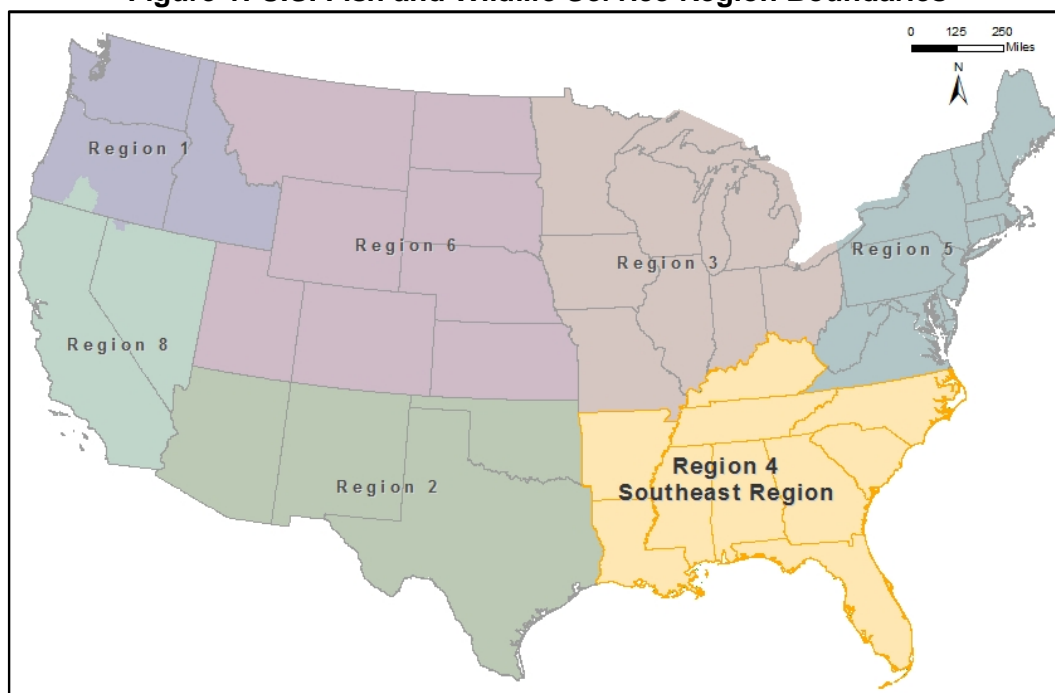 Figure 1. U.S. Fish and Wildlife Service Region Boundaries
0 125 250
Miles
N
Region 1
Region 6
Region 3
Region 5
Region 8
Region 4
Southeast Region
Region 2